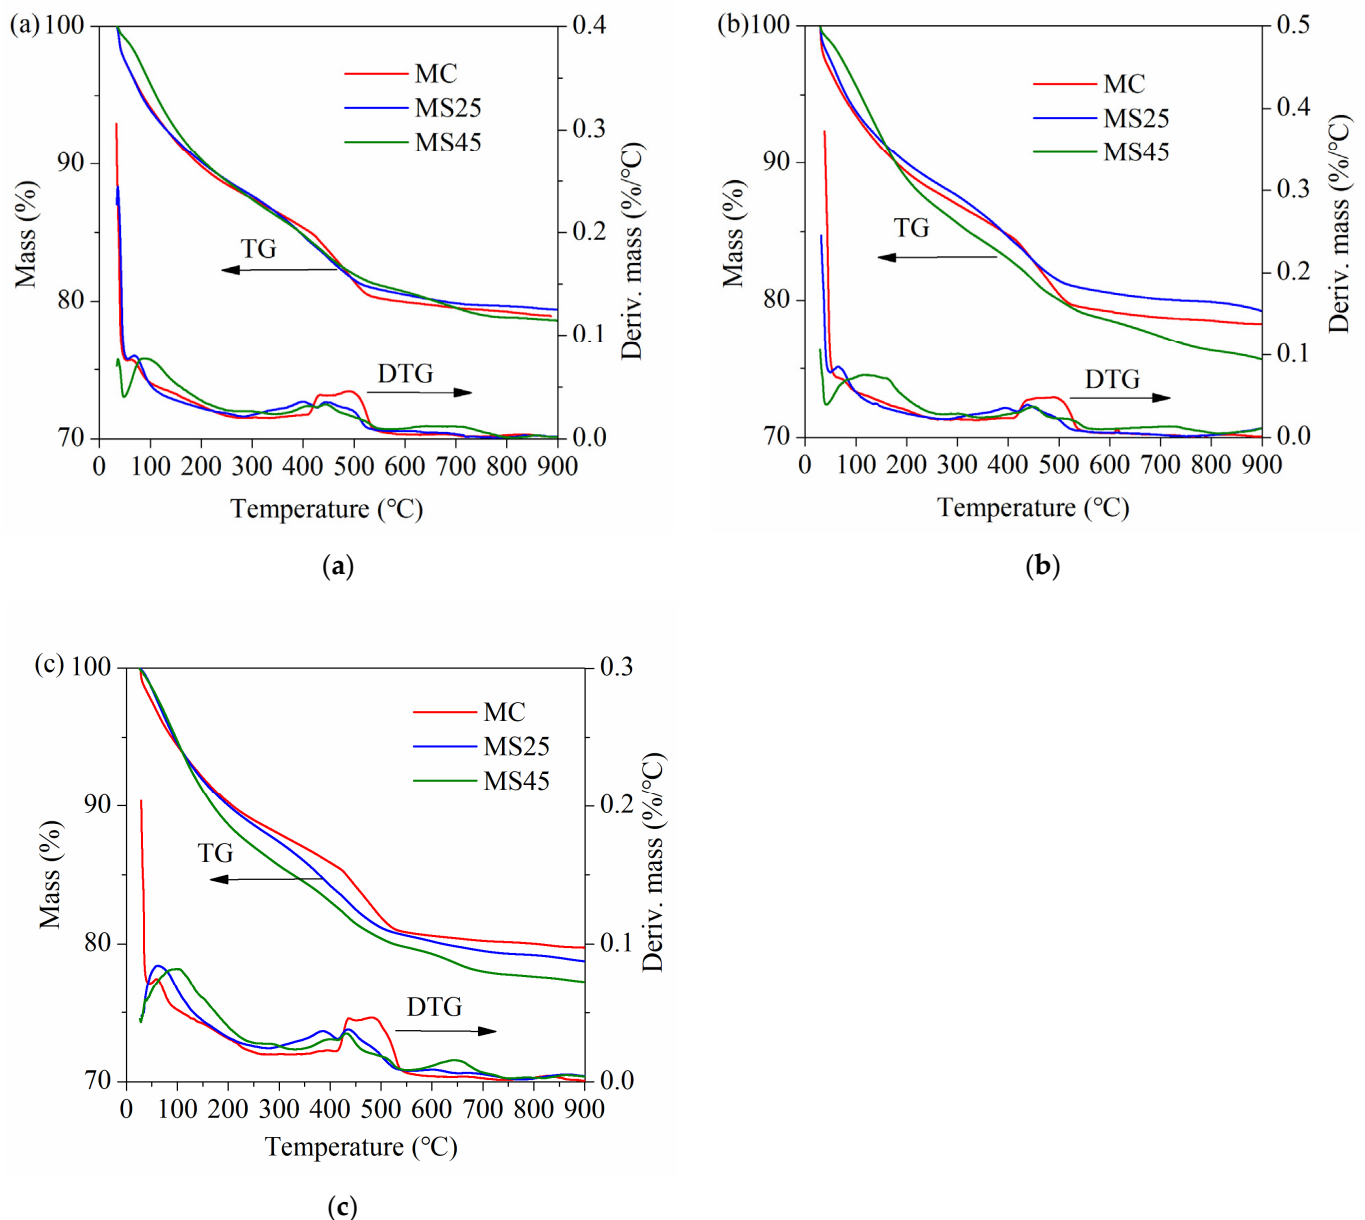 (a)
100
90
80
70
Mass (%)
0.4
0.3
0.2
0.1
0.0
Deriv. mass (%/°C)
MC
MS25
MS45
TG
DTG
0 100 200 300 400 500 600 700 800 900
Temperature (°C)
(a)
(b)
100
90
80
70
Mass (%)
0.5
0.4
0.3
0.2
0.1
0.0
Deriv. mass (%/°C)
MC
MS25
MS45
TG
DTG
0 100 200 300 400 500 600 700 800 900
Temperature (°C)
(b)
(c)
100
90
80
70
Mass (%)
0.3
0.2
0.1
0.0
Deriv. mass (%/°C)
MC
MS25
MS45
TG
DTG
0 100 200 300 400 500 600 700 800 900
Temperature (°C)
(c)